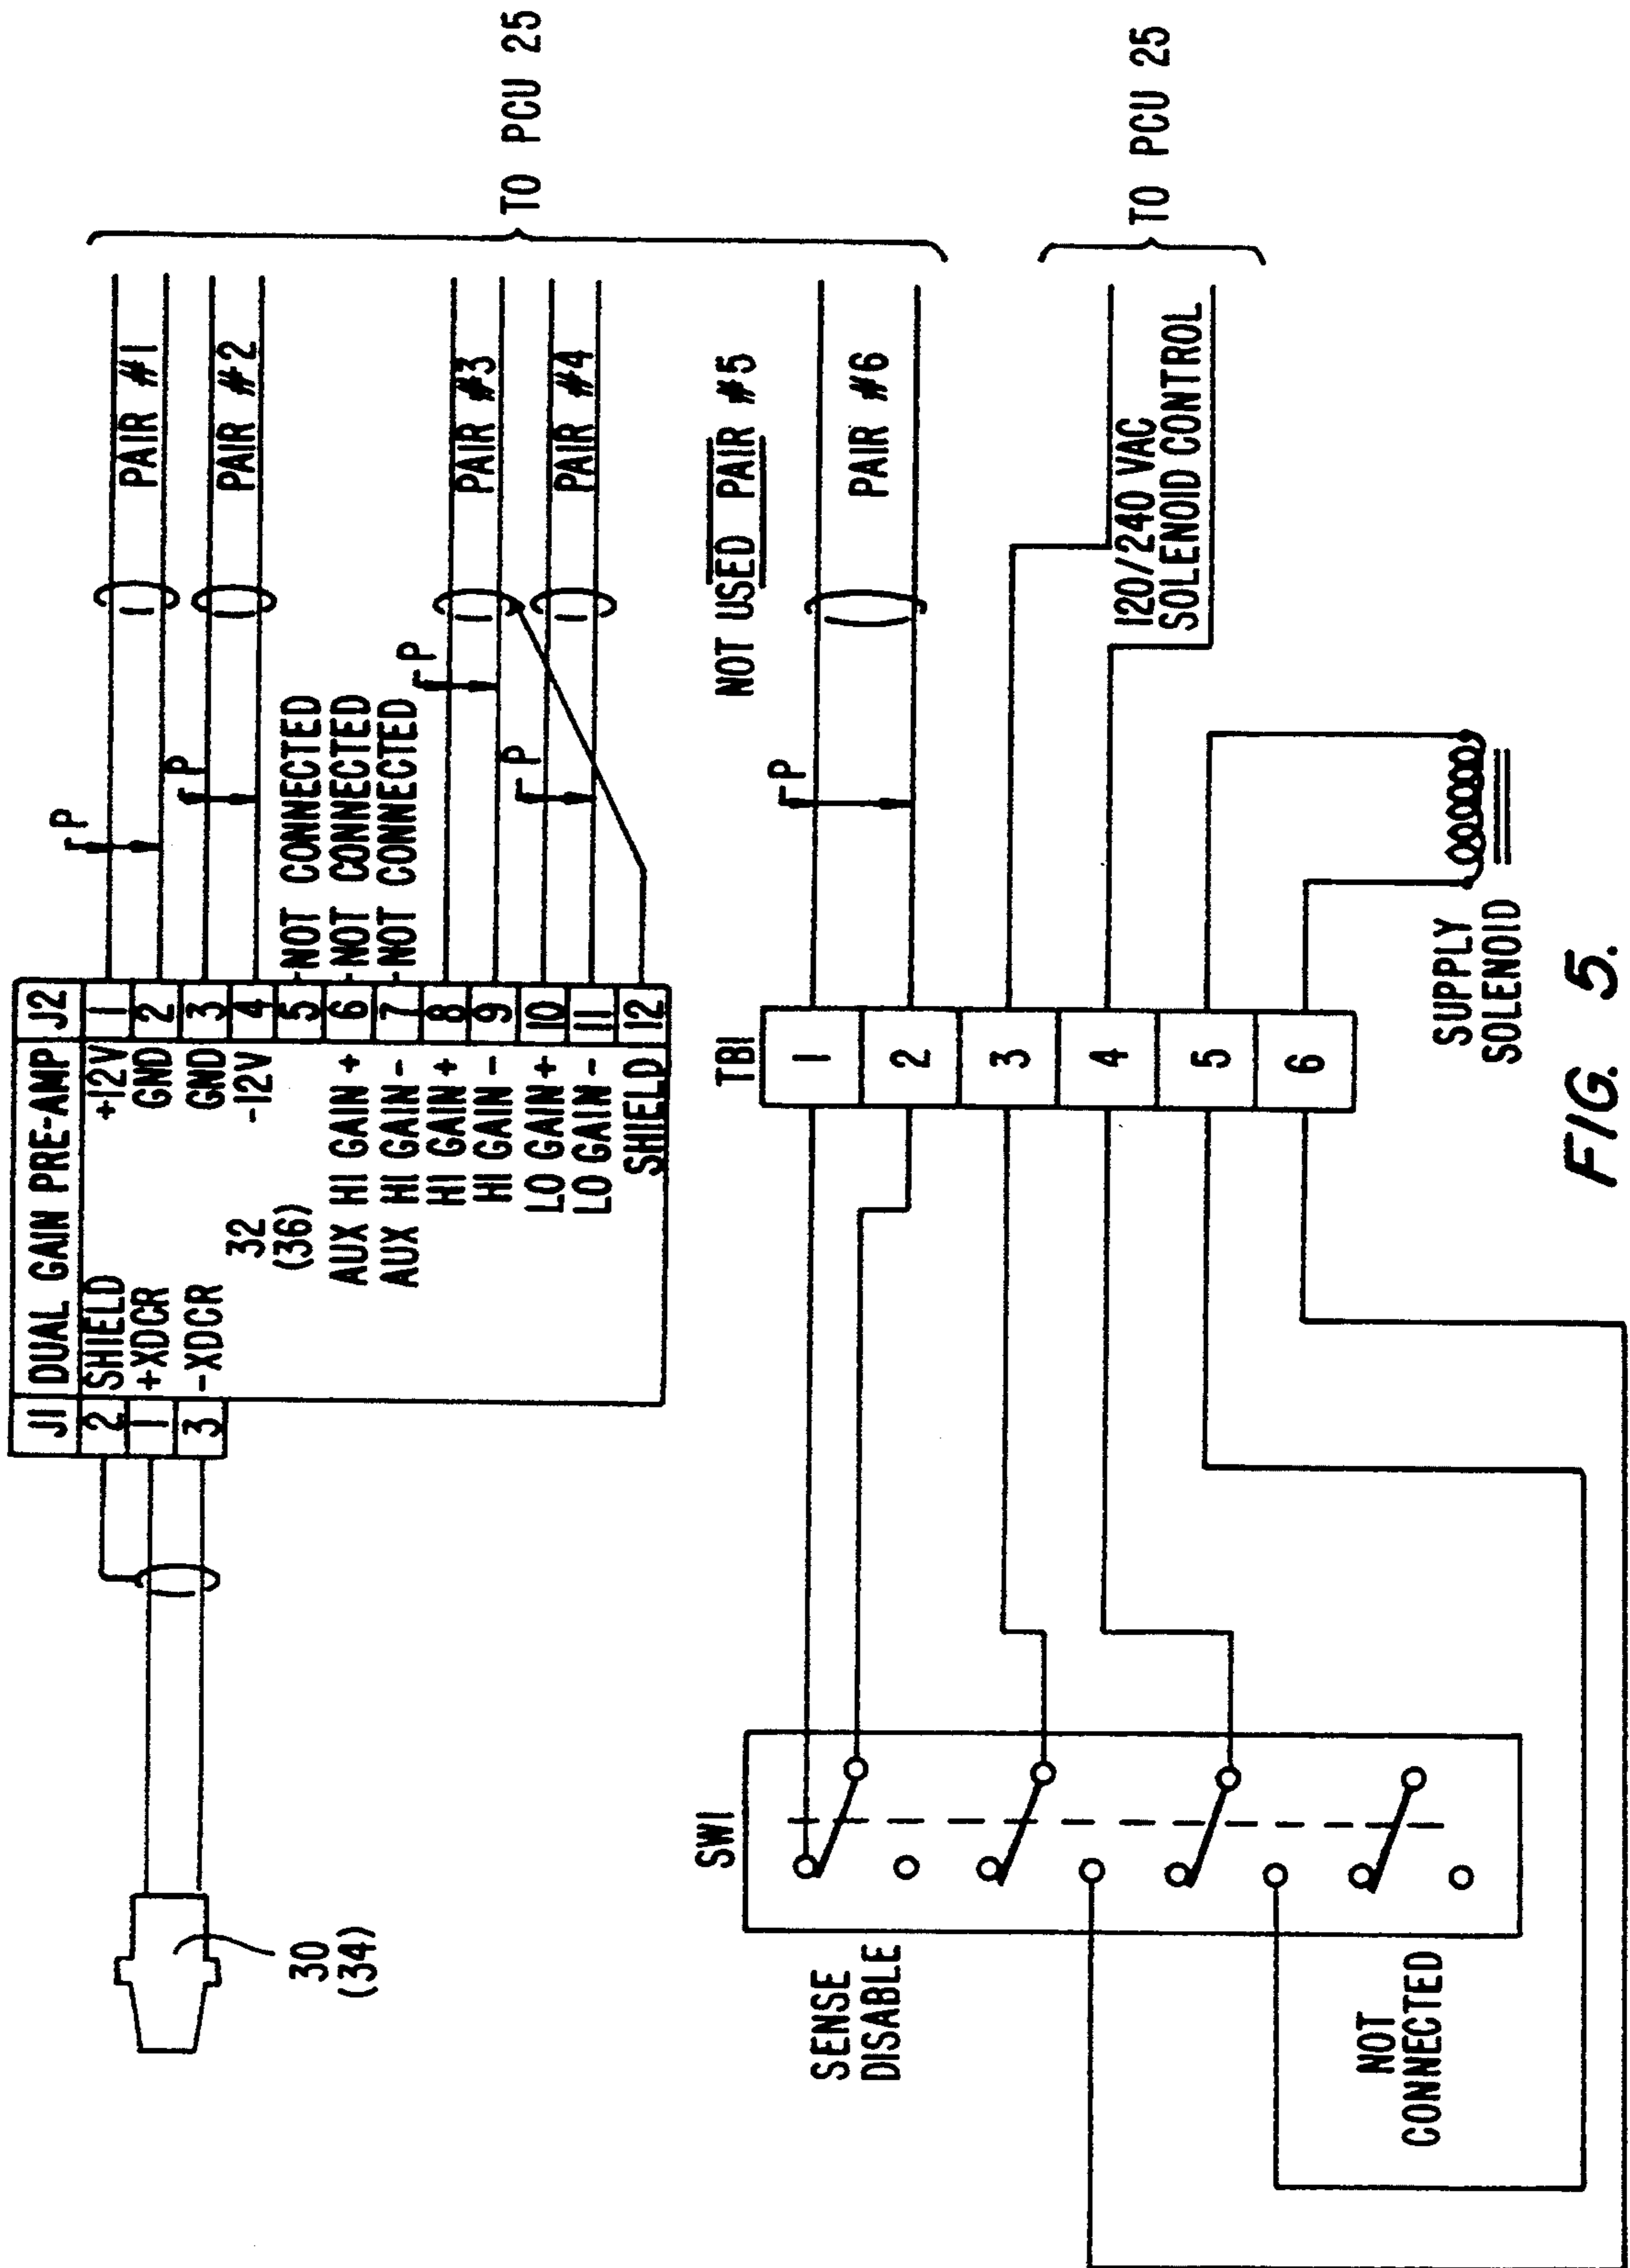 J1 DUAL GAIN PRE-AMP J2
2 SHIELD
1 +XDCR
3 -XDCR
32
(36)
+12V 1
GND 2
GND 3
-12V 4
5 NOT CONNECTED
AUX HI GAIN + 6 NOT CONNECTED
AUX HI GAIN - 7 NOT CONNECTED
HI GAIN + 8
HI GAIN - 9
LO GAIN + 10
LO GAIN - 11
SHIELD 12
30
(34)
P
PAIR #1
P
PAIR #2
P
PAIR #3
P
PAIR #4
TO PCU 25
NOT USED PAIR #5
P
PAIR #6
120/240 VAC
SOLENOID CONTROL
TO PCU 25
SW1
SENSE
DISABLE
NOT
CONNECTED
TB1
1
2
3
4
5
6
SUPPLY
SOLENOID
FIG. 5.